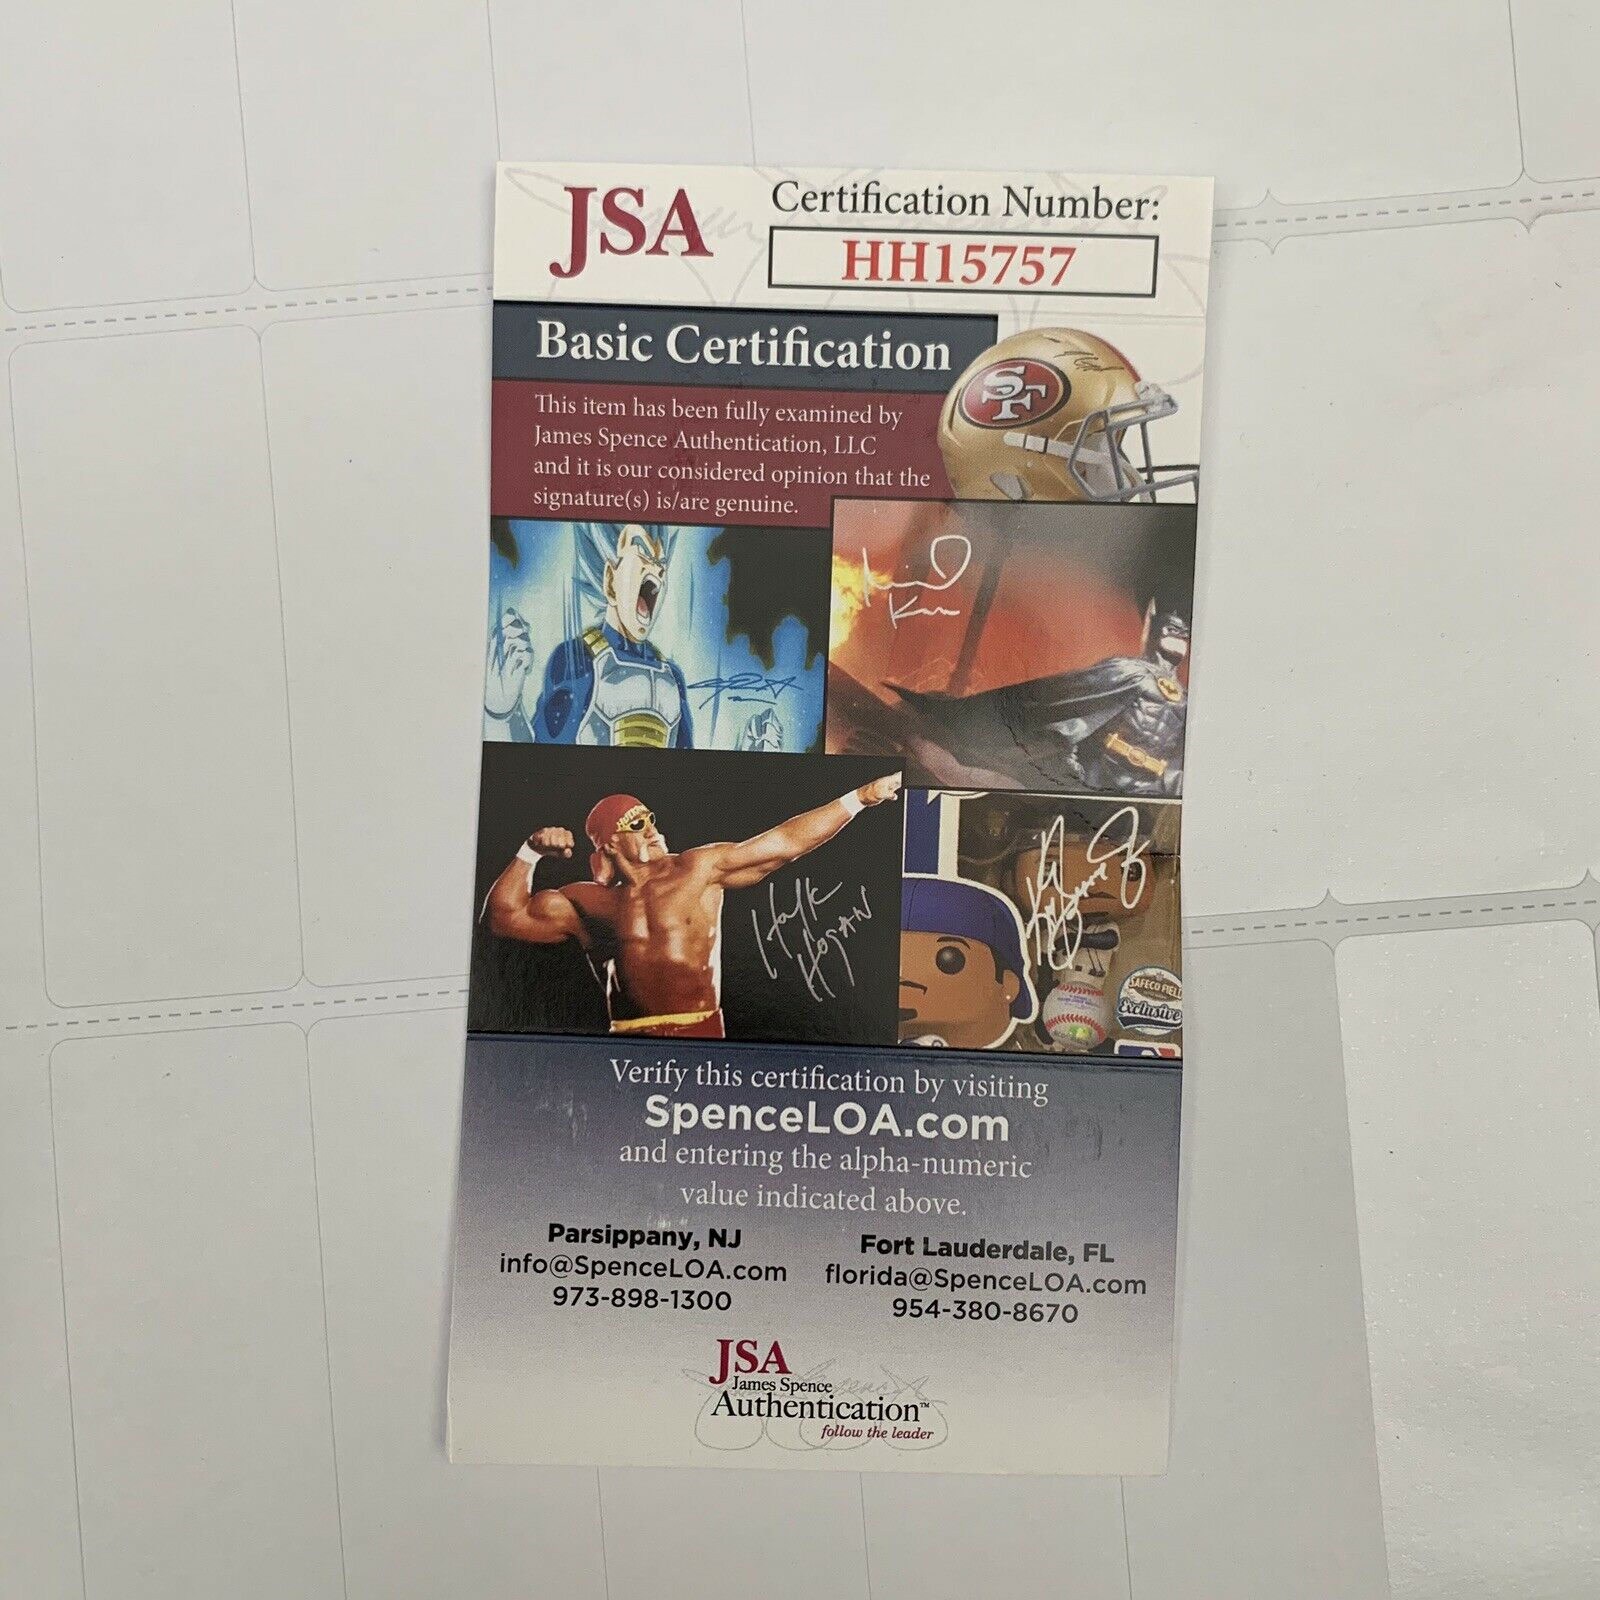 JSA
Certification Number:
HH15757
Basic Certification
This item has been fully examined by
James Spence Authentication, LLC
and it is our considered opinion that the
signature(s) is/are genuine.
SF
Hulk
Hogan
SAFECO FIELD
Exclusive
Verify this certification by visiting
SpenceLOA.com
and entering the alpha-numeric
value indicated above.
Parsippany, NJ
info@SpenceLOA.com
973-898-1300
Fort Lauderdale, FL
florida@SpenceLOA.com
954-380-8670
JSA
James Spence
Authentication™
follow the leader